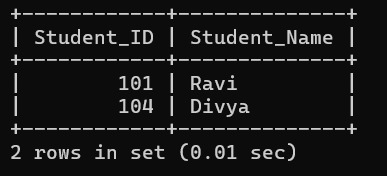 +------------+--------------+
| Student_ID | Student_Name |
+------------+--------------+
|        101 | Ravi         |
|        104 | Divya        |
+------------+--------------+
2 rows in set (0.01 sec)